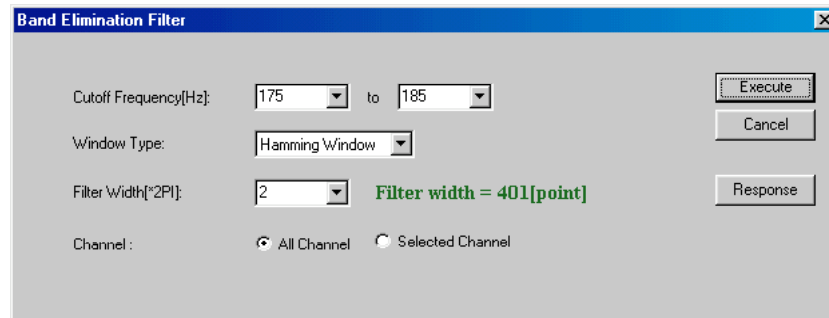 Band Elimination Filter
Cutoff Frequency[Hz]: 175 to 185
Execute
Cancel
Window Type: Hamming Window
Filter Width[*2PI]: 2 Filter width = 401[point]
Response
Channel : All Channel Selected Channel